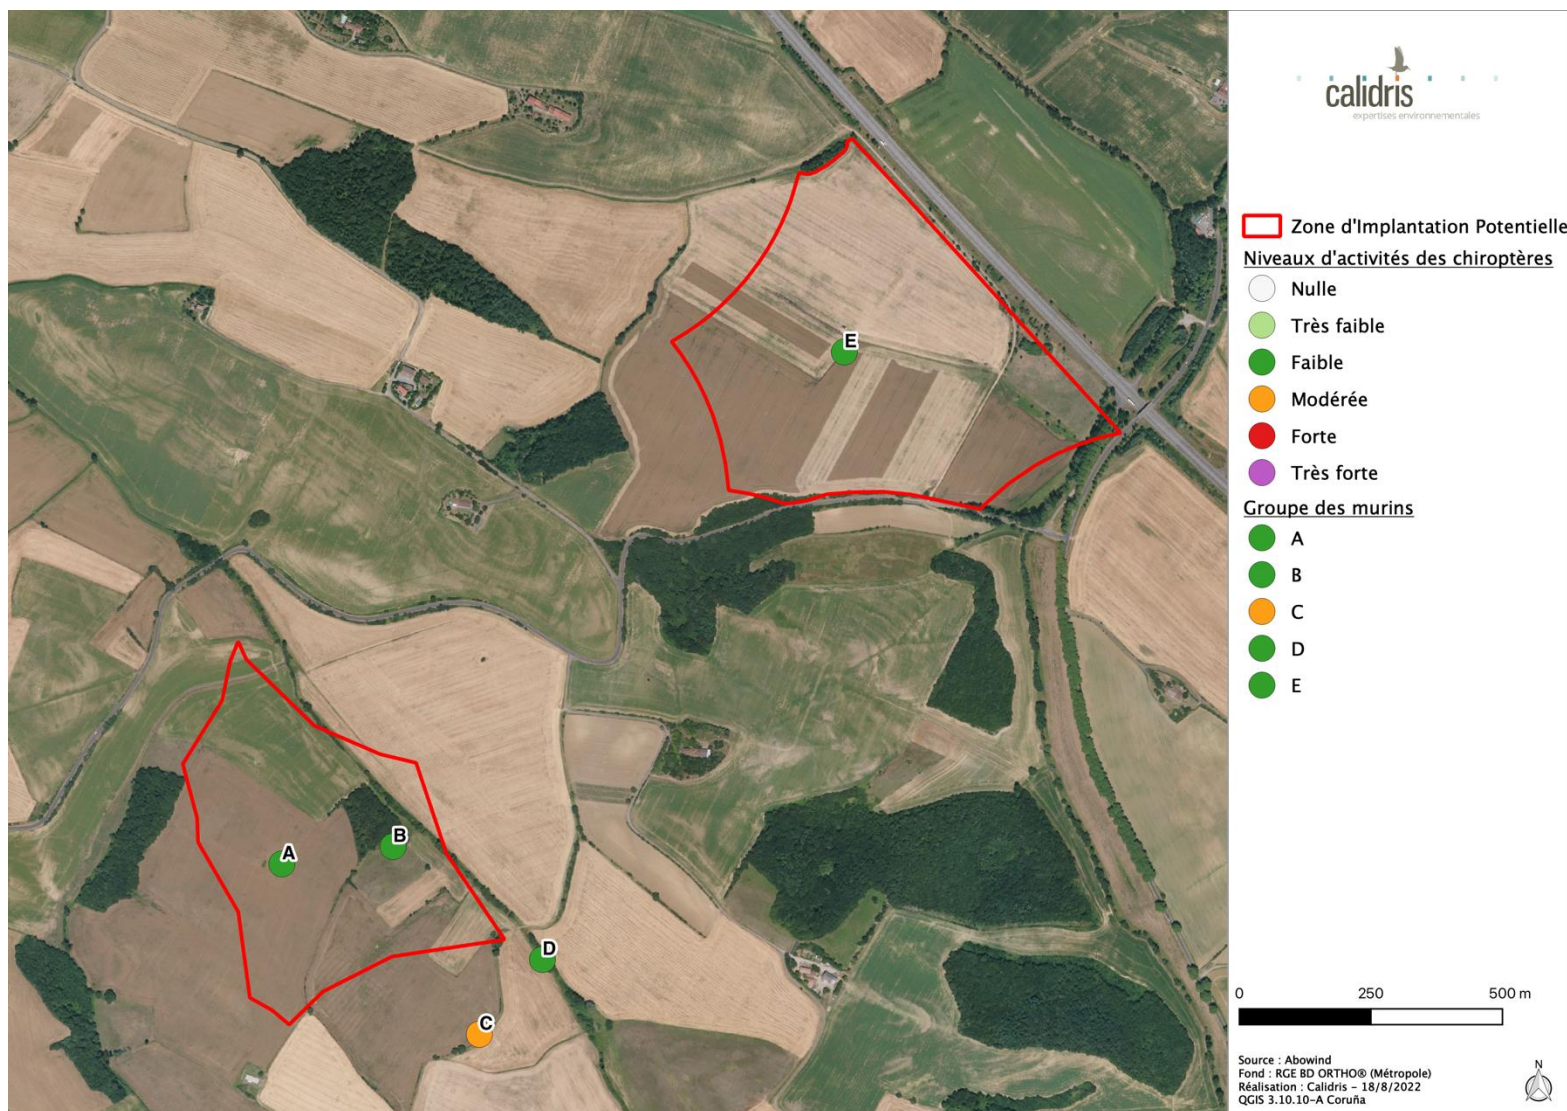 calidris
expertises environnementales
Zone d'Implantation Potentielle
Niveaux d'activités des chiroptères
Nulle
Très faible
Faible
Modérée
Forte
Très forte
Groupe des murins
A
B
C
D
E
E
B
A
D
C
0 250 500 m
Source : Abowind
Fond : RGE BD ORTHO® (Métropole)
Réalisation : Calidris - 18/8/2022
QGIS 3.10.10-A Coruña
N